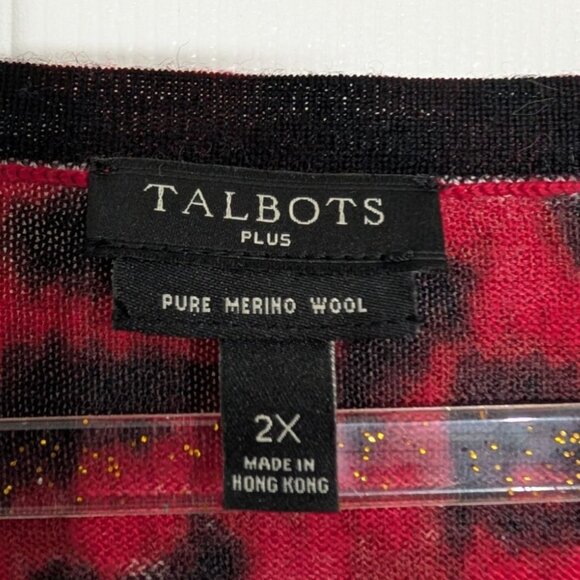 TALBOTS
PLUS
PURE MERINO WOOL
2X
MADE IN
HONG KONG